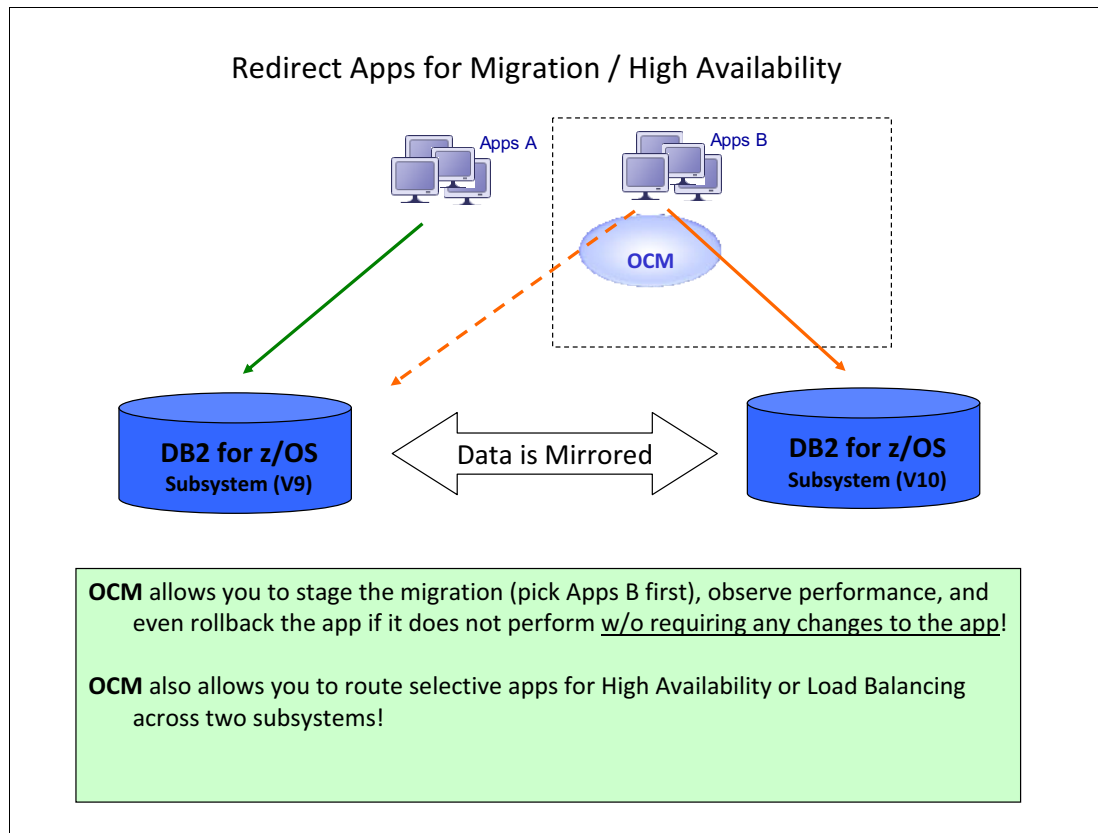 Redirect Apps for Migration / High Availability
Apps A
Apps B
OCM
DB2 for z/OS
Subsystem (V9)
Data is Mirrored
DB2 for z/OS
Subsystem (V10)
OCM allows you to stage the migration (pick Apps B first), observe performance, and
even rollback the app if it does not perform w/o requiring any changes to the app!
OCM also allows you to route selective apps for High Availability or Load Balancing
across two subsystems!